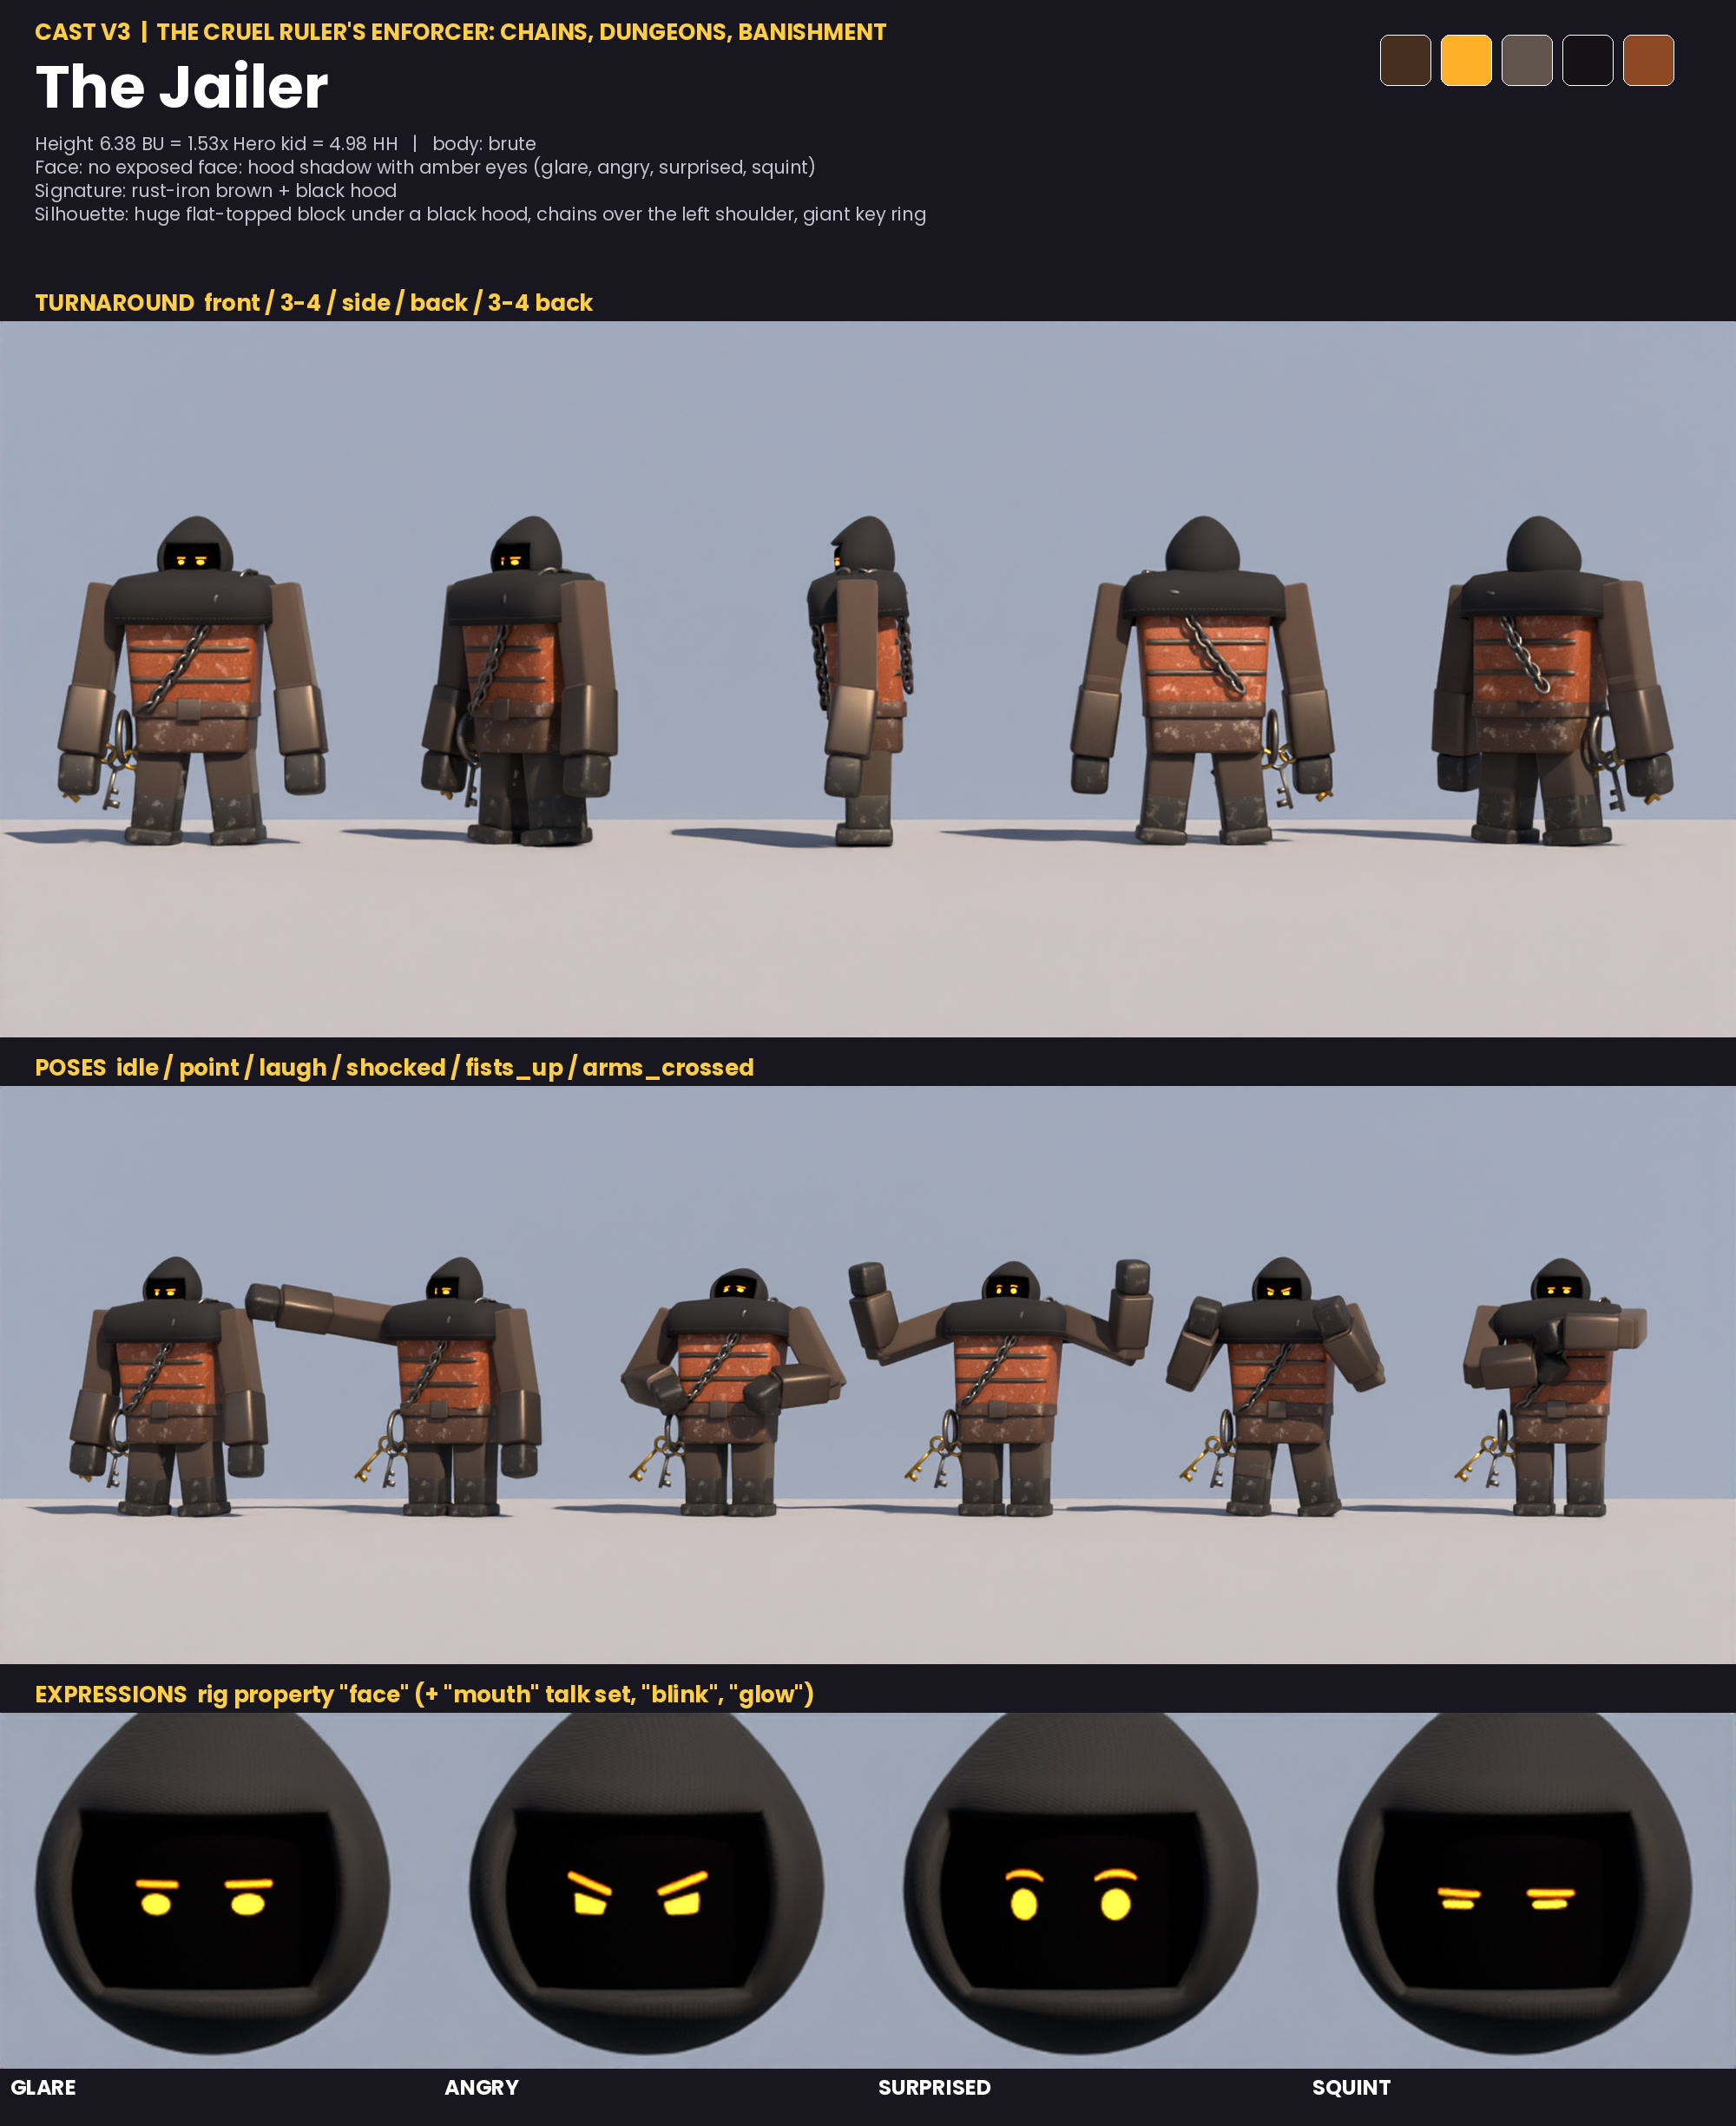 CAST V3 | THE CRUEL RULER'S ENFORCER: CHAINS, DUNGEONS, BANISHMENT
The Jailer
Height 6.38 BU = 1.53x Hero kid = 4.98 HH | body: brute
Face: no exposed face: hood shadow with amber eyes (glare, angry, surprised, squint)
Signature: rust-iron brown + black hood
Silhouette: huge flat-topped block under a black hood, chains over the left shoulder, giant key ring
TURNAROUND front / 3-4 / side / back / 3-4 back
POSES idle / point / laugh / shocked / fists_up / arms_crossed
EXPRESSIONS rig property "face" (+ "mouth" talk set, "blink", "glow")
GLARE ANGRY SURPRISED SQUINT